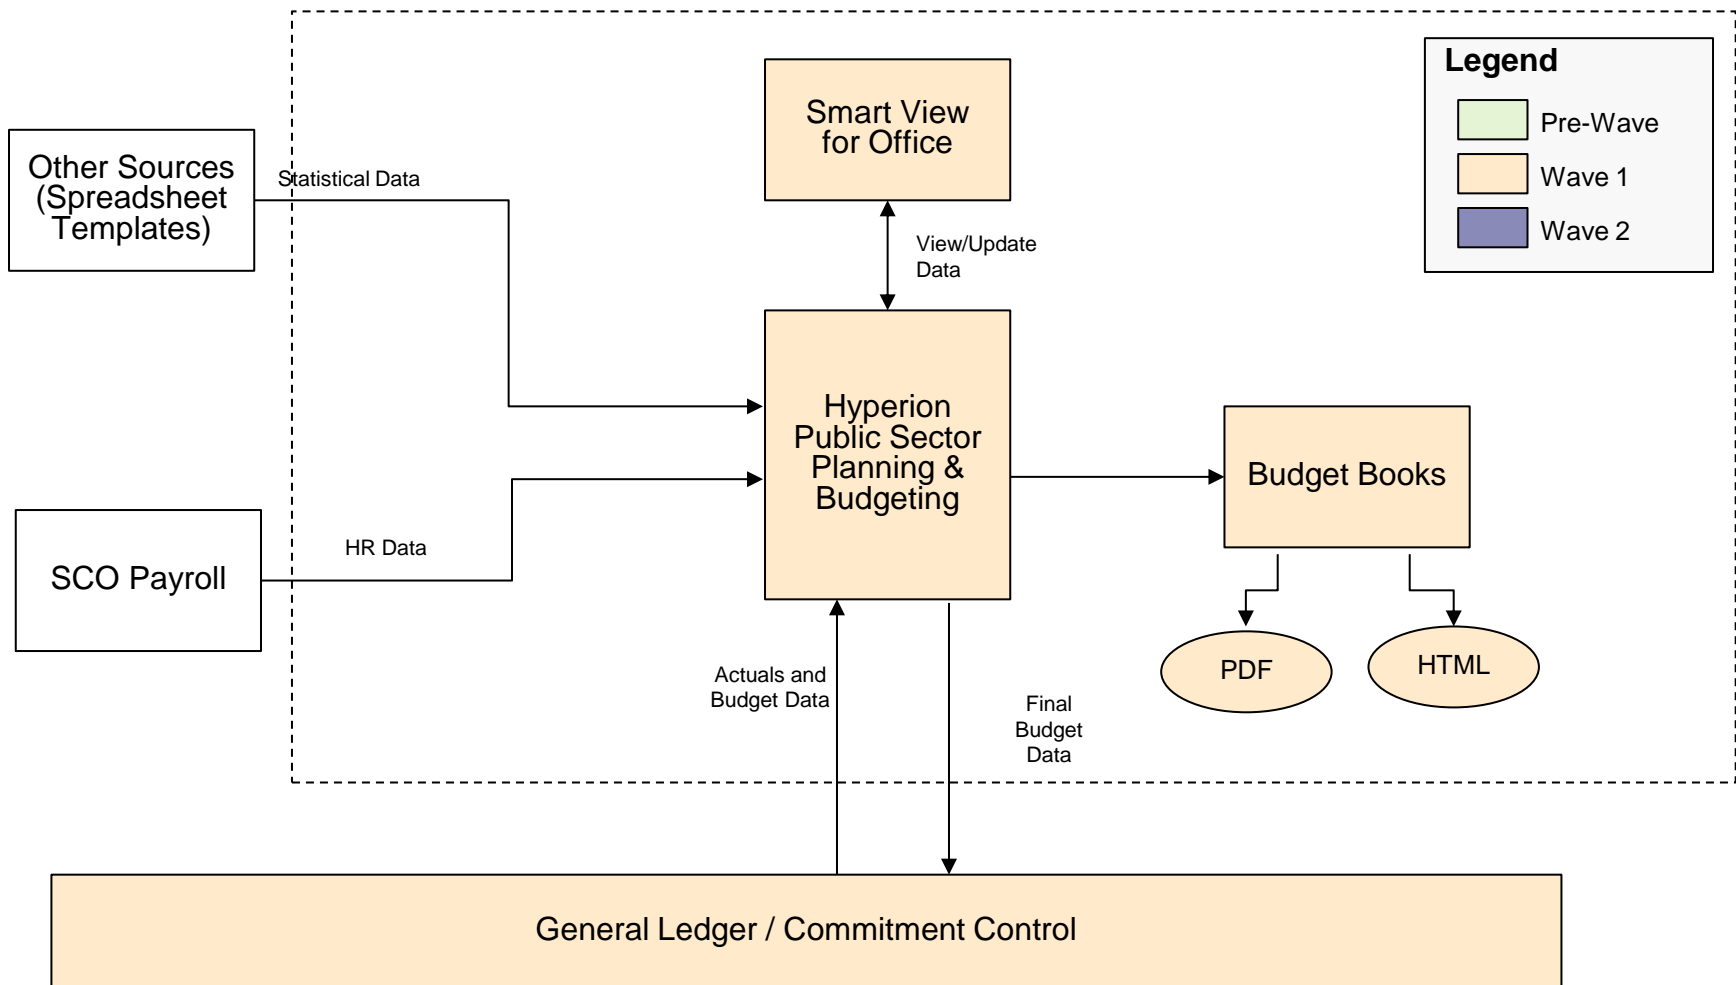 Legend
Pre-Wave
Wave 1
Wave 2
Smart View
for Office
Other Sources
(Spreadsheet
Templates)
Statistical Data
View/Update
Data
Hyperion
Public Sector
Planning &
Budgeting
Budget Books
HR Data
SCO Payroll
PDF
HTML
Actuals and
Budget Data
Final
Budget
Data
General Ledger / Commitment Control